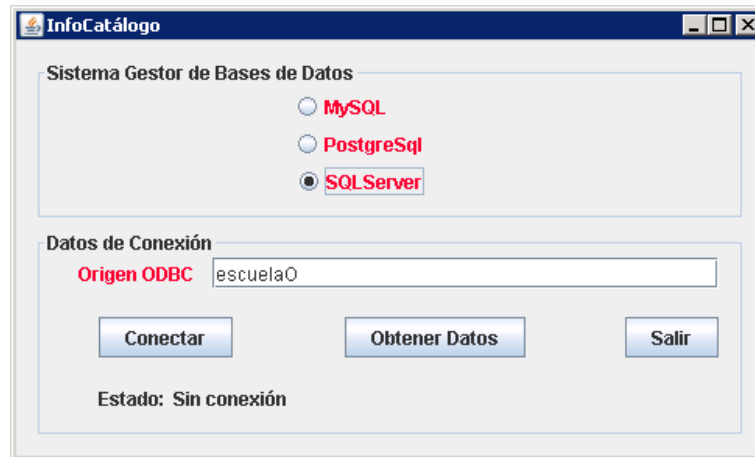 InfoCatálogo
Sistema Gestor de Bases de Datos
MySQL
PostgreSql
SQLServer
Datos de Conexión
Origen ODBC escuelaO
Conectar Obtener Datos Salir
Estado: Sin conexión